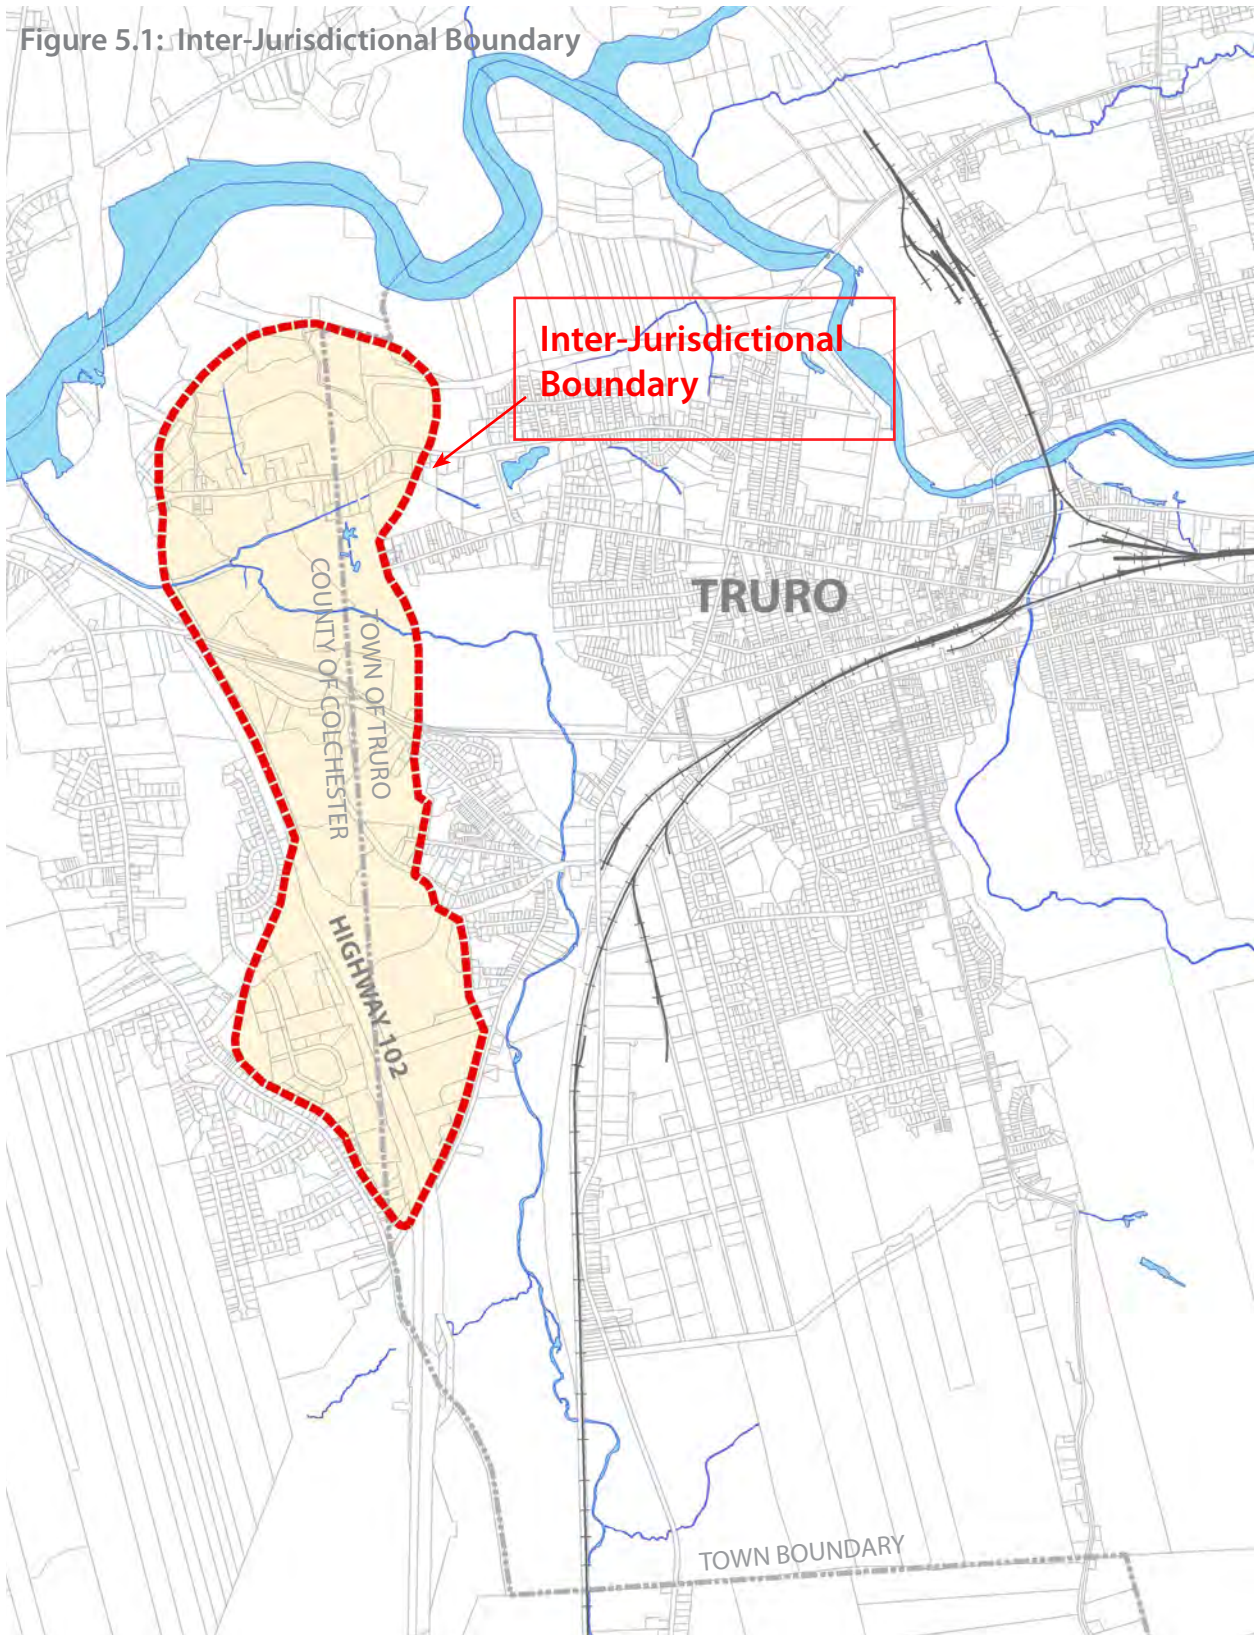 Figure 5.1: Inter-Jurisdictional Boundary
Inter-Jurisdictional
Boundary
TRURO
TOWN OF TRURO
COUNTY OF COLCHESTER
HIGHWAY 102
TOWN BOUNDARY